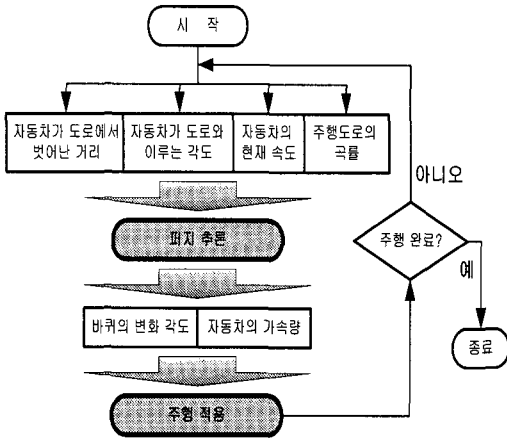 시 작
자동차가 도로에서
벗어난 거리
자동차가 도로와
이루는 각도
자동차의
현재 속도
주행도로의
곡률
퍼지 추론
바퀴의 변화 각도
자동차의 가속량
주행 적용
주행 완료?
아니오
예
종료